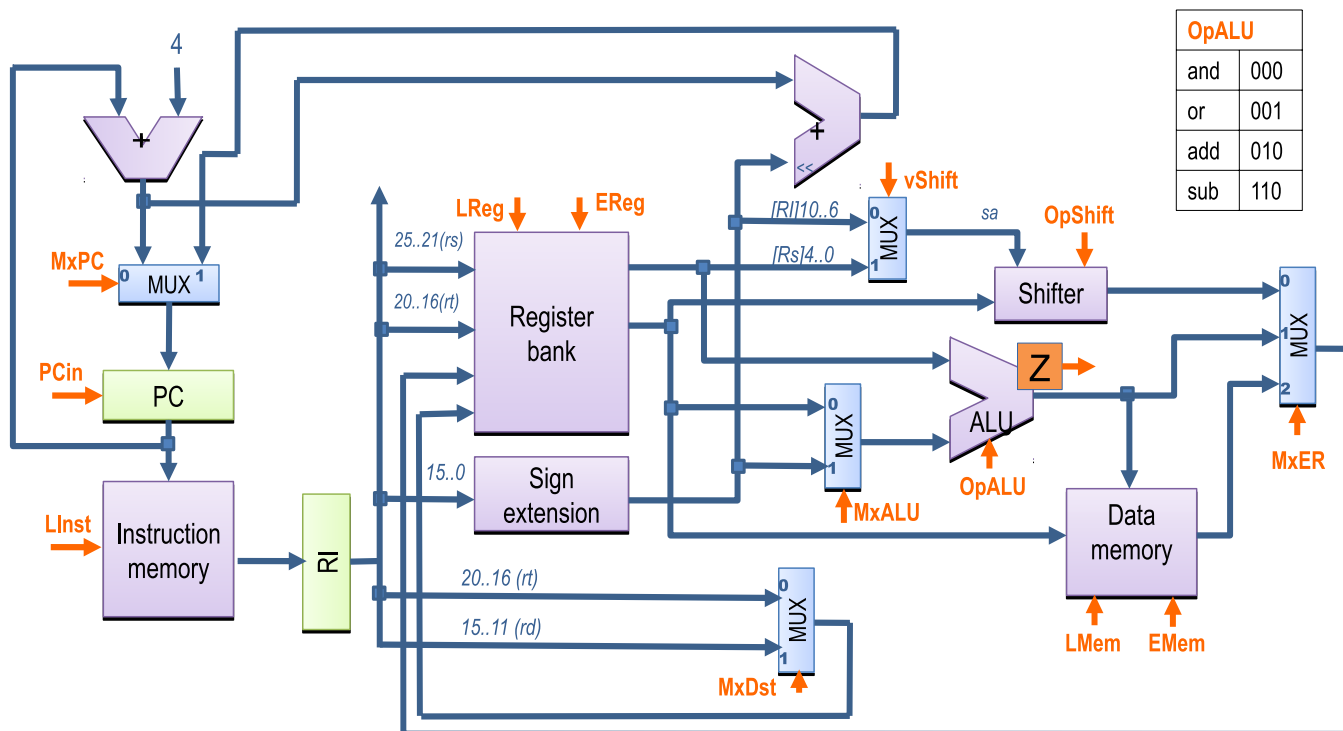 4
+
MxPC
0
MUX
1
PCin
PC
LInst
Instruction
memory
RI
25..21(rs)
20..16(rt)
15..0
20..16 (rt)
15..11 (rd)
LReg
EReg
Register
bank
Sign
extension
0
MUX
1
MxDst
+
<<
[RI]10..6
[Rs]4..0
vShift
0
MUX
1
sa
OpShift
Shifter
0
MUX
1
MxALU
Z
ALU
OpALU
Data
memory
LMem
EMem
0
1
MUX
2
MxER
OpALU
and 000
or 001
add 010
sub 110